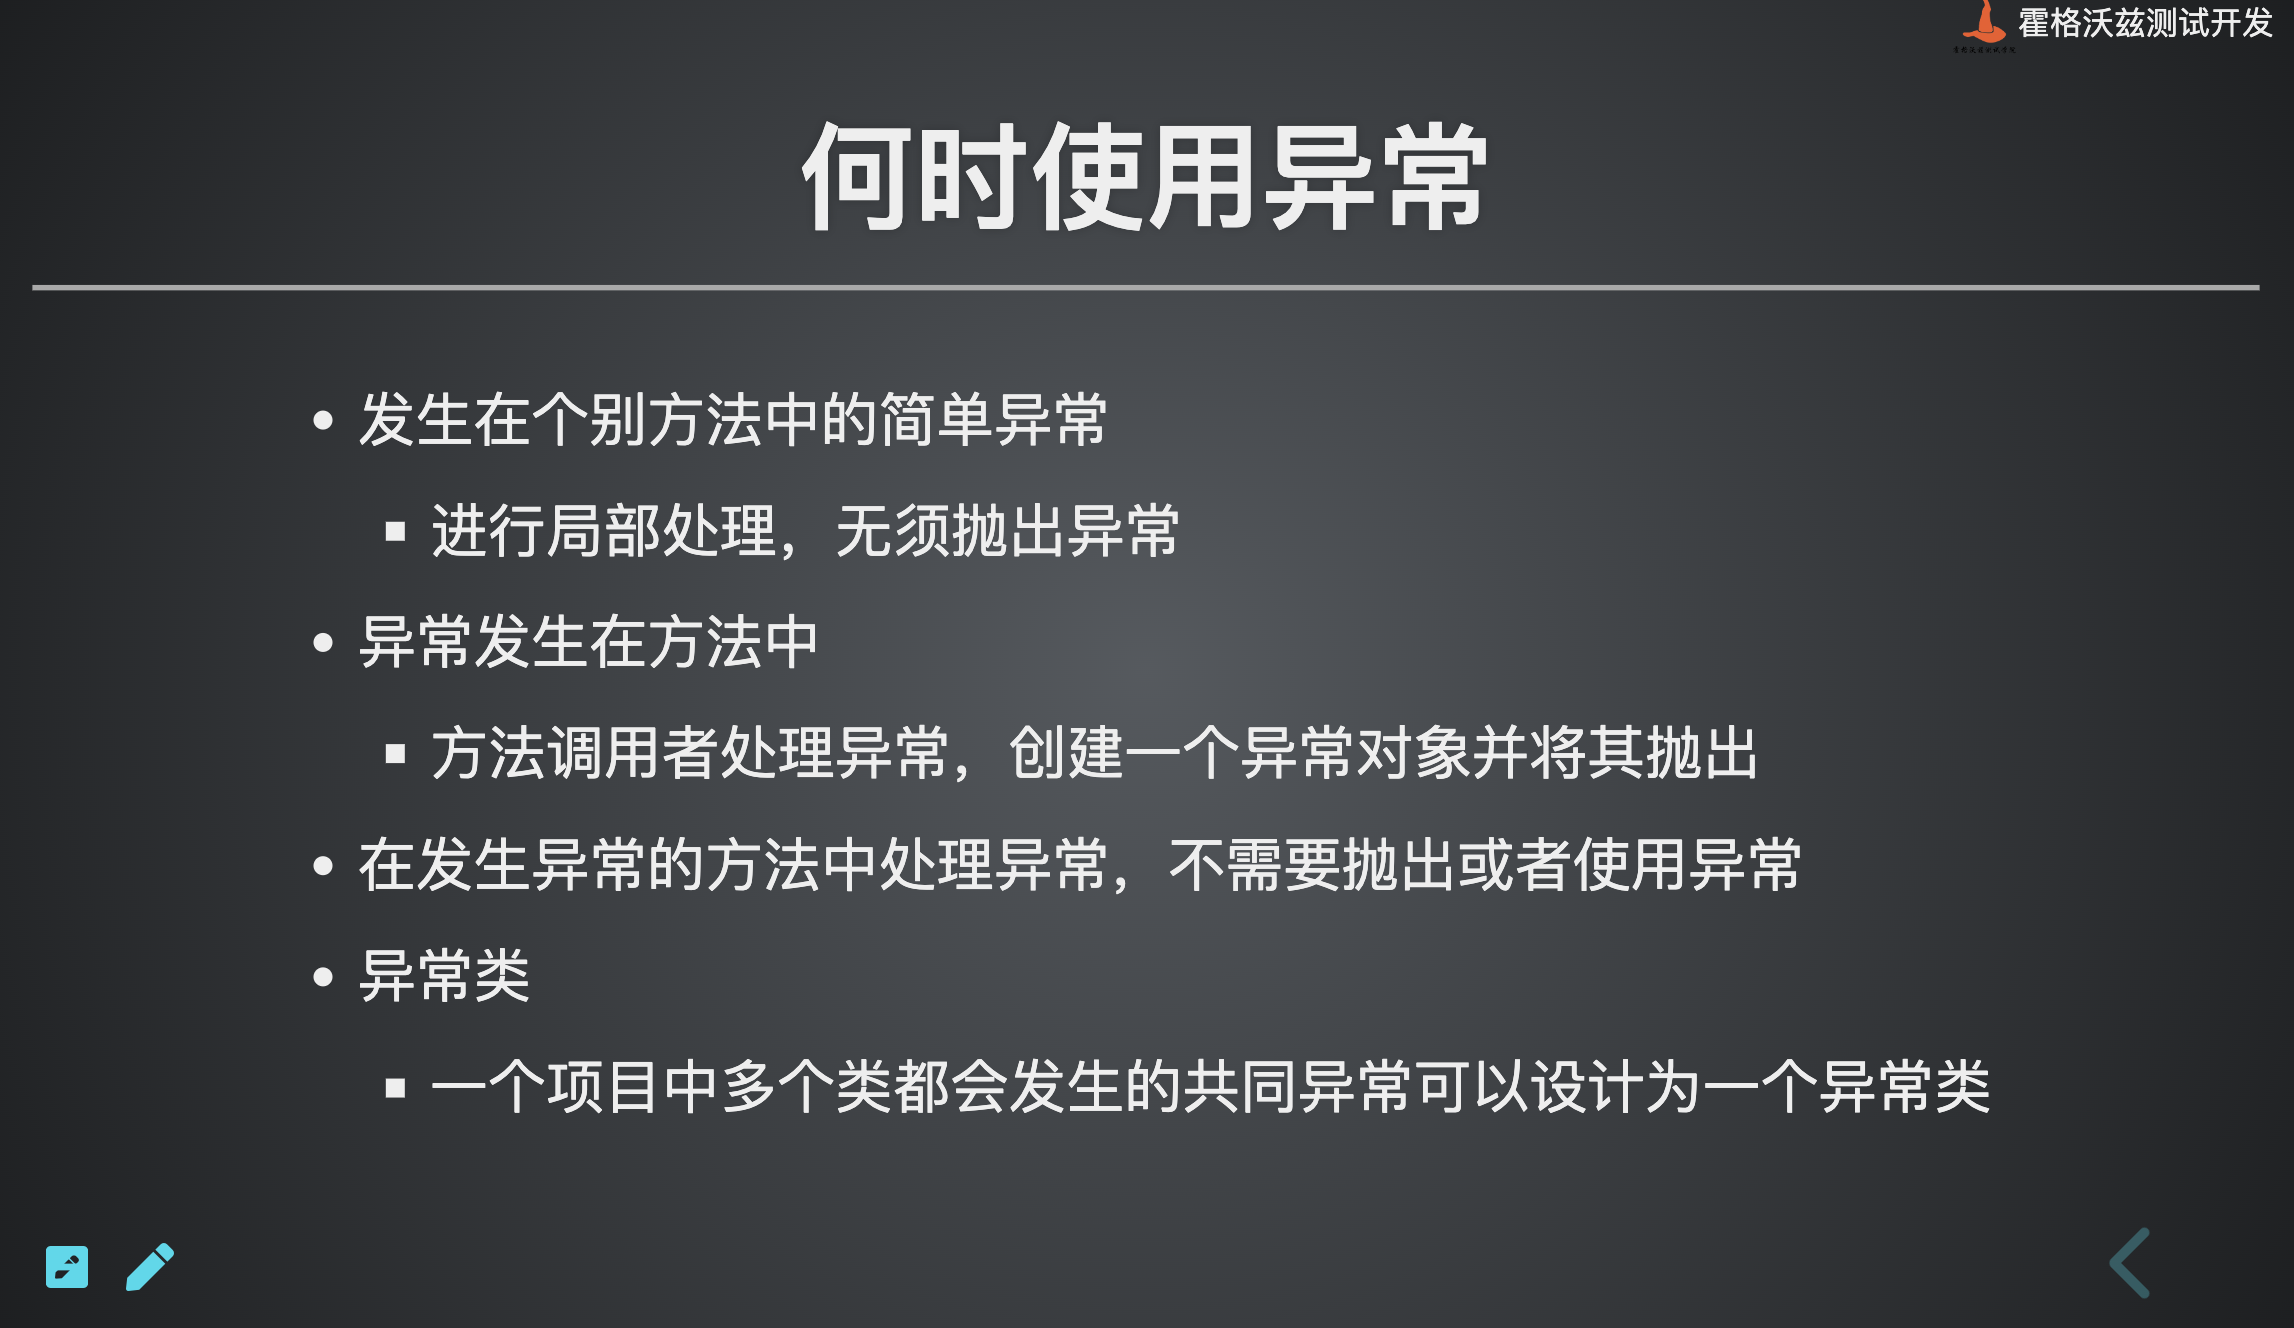 霍格沃兹测试开发
何时使用异常
发生在个别方法中的简单异常
进行局部处理，无须抛出异常
异常发生在方法中
方法调用者处理异常，创建一个异常对象并将其抛出
在发生异常的方法中处理异常，不需要抛出或者使用异常
异常类
一个项目中多个类都会发生的共同异常可以设计为一个异常类